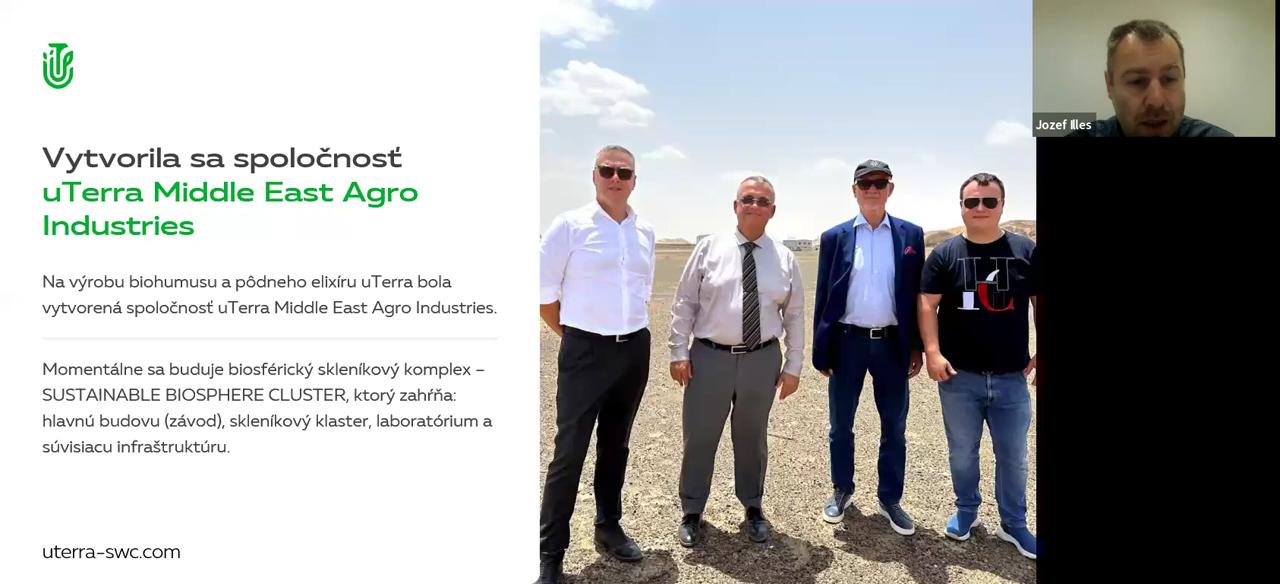 Vytvorila sa spoločnosť
uTerra Middle East Agro
Industries
Na výrobu biohumusu a pôdneho elixíru uTerra bola
vytvorená spoločnosť uTerra Middle East Agro Industries.
Momentálne sa buduje biosférický skleníkový komplex –
SUSTAINABLE BIOSPHERE CLUSTER, ktorý zahŕňa:
hlavnú budovu (závod), skleníkový klaster, laboratórium a
súvisiacu infraštruktúru.
uterra-swc.com
Jozef Illes